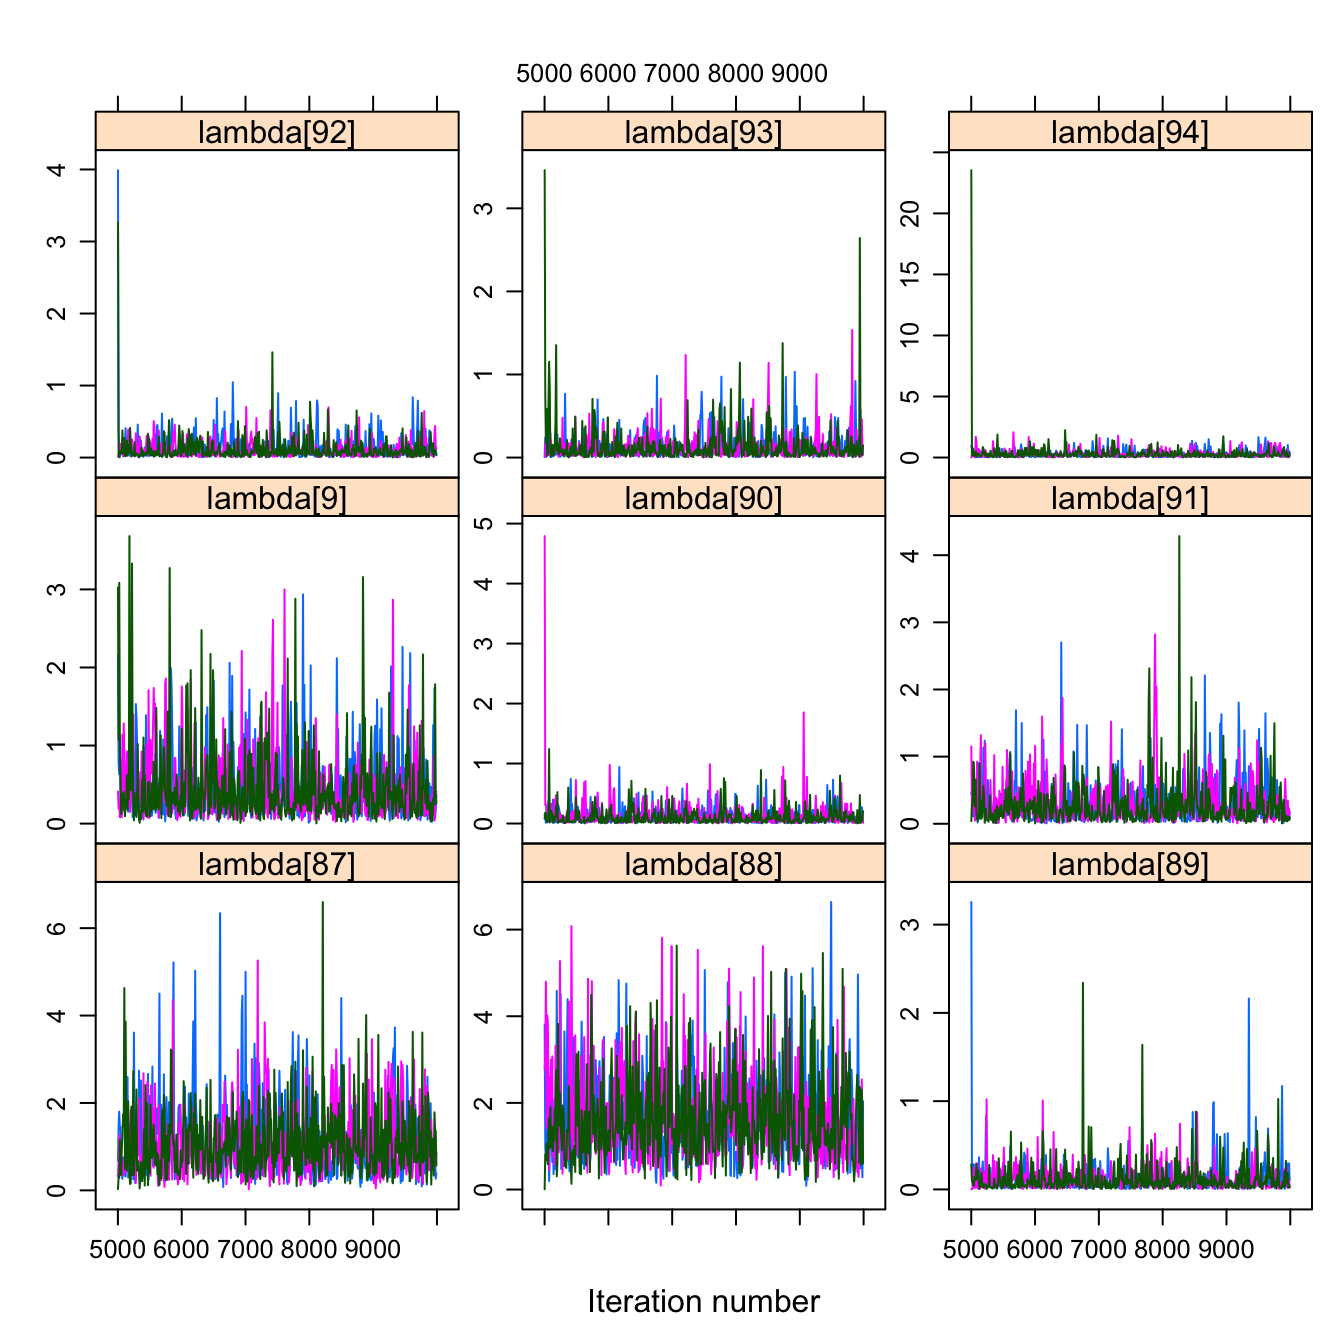 5000 6000 7000 8000 9000
lambda[92] lambda[93] lambda[94]
0 1 2 3 4
0 1 2 3
0 5 10 15 20
lambda[9] lambda[90] lambda[91]
0 1 2 3
0 1 2 3 4 5
0 1 2 3 4
lambda[87] lambda[88] lambda[89]
0 2 4 6
0 2 4 6
0 1 2 3
5000 6000 7000 8000 9000 5000 6000 7000 8000 9000
Iteration number